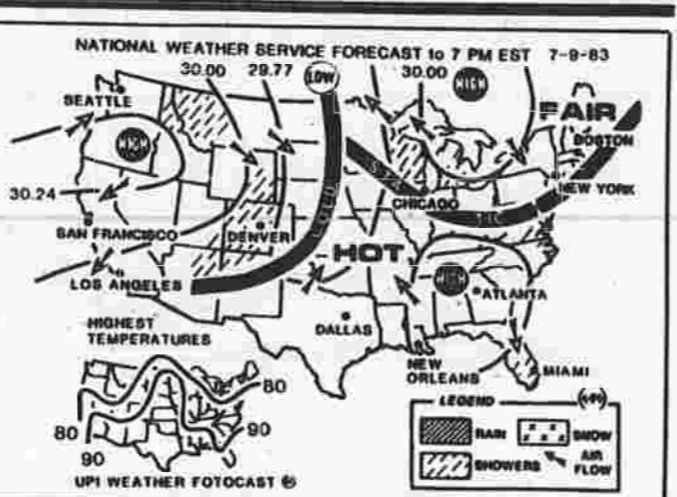 NATIONAL WEATHER SERVICE FORECAST to 7 PM EST 7-9-83
30.00 29.77 LOW 30.00 HIGH
SEATTLE
FAIR
HIGH
BOSTON
30.24
NEW YORK
CHICAGO
SAN FRANCISCO
DENVER
HOT
LOS ANGELES
HIGH
ATLANTA
HIGHEST
TEMPERATURES
DALLAS
NEW
ORLEANS
MIAMI
80
80
90
90
LEGEND
RAIN
SNOW
SHOWERS
AIR
FLOW
UPI WEATHER FOTOCAST